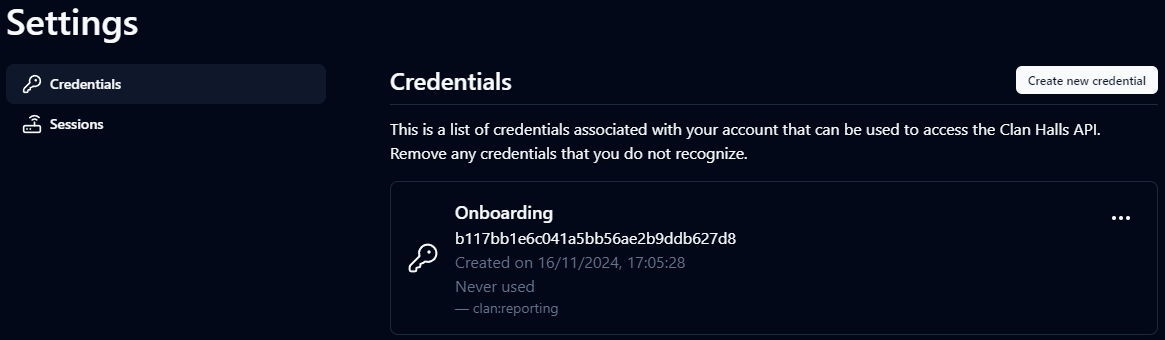 Settings
Credentials
Sessions
Credentials
Create new credential
This is a list of credentials associated with your account that can be used to access the Clan Halls API.
Remove any credentials that you do not recognize.
Onboarding
b117bb1e6c041a5bb56ae2b9ddb627d8
Created on 16/11/2024, 17:05:28
Never used
— clan:reporting